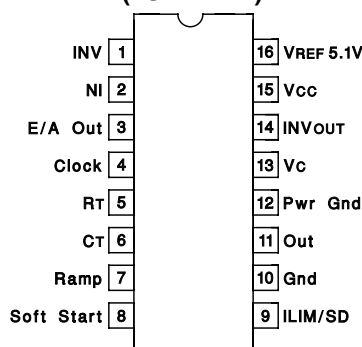 INV 1 16 VREF 5.1V
NI 2 15 VCC
E/A Out 3 14 INVOUT
Clock 4 13 VC
RT 5 12 Pwr Gnd
CT 6 11 Out
Ramp 7 10 Gnd
Soft Start 8 9 ILIM/SD